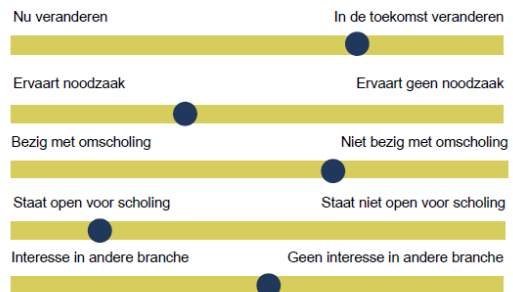 Nu veranderen In de toekomst veranderen
Ervaart noodzaak Ervaart geen noodzaak
Bezig met omscholing Niet bezig met omscholing
Staat open voor scholing Staat niet open voor scholing
Interesse in andere branche Geen interesse in andere branche